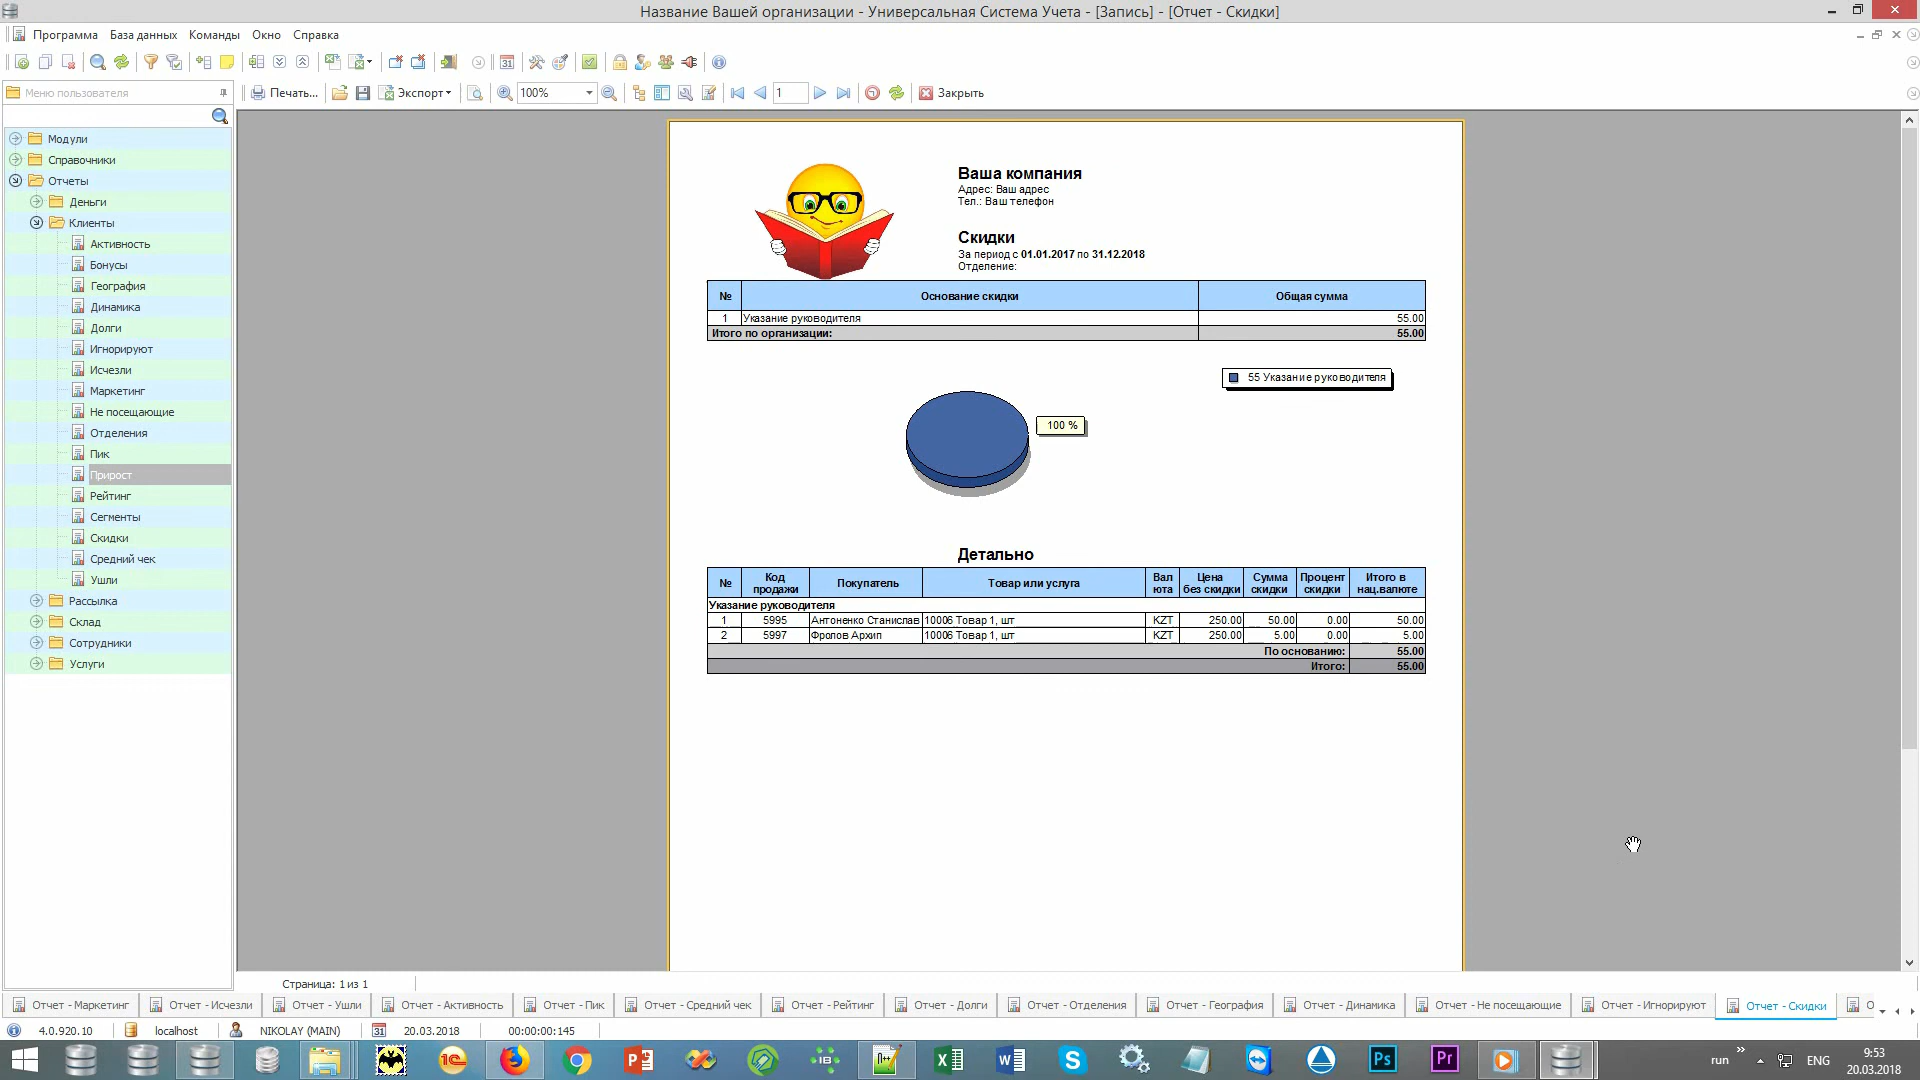 Название Вашей организации - Универсальная Система Учета - [Запись] - [Отчет - Скидки]
Программа База данных Команды Окно Справка
Меню пользователя
Печать... Экспорт 100% 1 Закрыть
Модули
Справочники
Отчеты
Деньги
Клиенты
Активность
Бонусы
География
Динамика
Долги
Игнорируют
Исчезли
Маркетинг
Не посещающие
Отделения
Пик
Прирост
Рейтинг
Сегменты
Скидки
Средний чек
Ушли
Рассылка
Склад
Сотрудники
Услуги
Ваша компания
Адрес: Ваш адрес
Тел.: Ваш телефон
Скидки
За период с 01.01.2017 по 31.12.2018
Отделение:
№ Основание скидки Общая сумма
1 Указание руководителя 55.00
Итого по организации: 55.00
55 Указание руководителя
100 %
Детально
№ Код продажи Покупатель Товар или услуга Вал юта Цена без скидки Сумма скидки Процент скидки Итого в нац.валюте
Указание руководителя
1 5995 Антоненко Станислав 10006 Товар 1, шт KZT 250.00 50.00 0.00 50.00
2 5997 Фролов Архип 10006 Товар 1, шт KZT 250.00 5.00 0.00 5.00
По основанию: 55.00
Итого: 55.00
Страница: 1 из 1
Отчет - Маркетинг Отчет - Исчезли Отчет - Ушли Отчет - Активность Отчет - Пик Отчет - Средний чек Отчет - Рейтинг Отчет - Долги Отчет - Отделения Отчет - География Отчет - Динамика Отчет - Не посещающие Отчет - Игнорируют Отчет - Скидки О
4.0.920.10 localhost NIKOLAY (MAIN) 31 20.03.2018 00:00:00:145
run ENG 9:53
20.03.2018